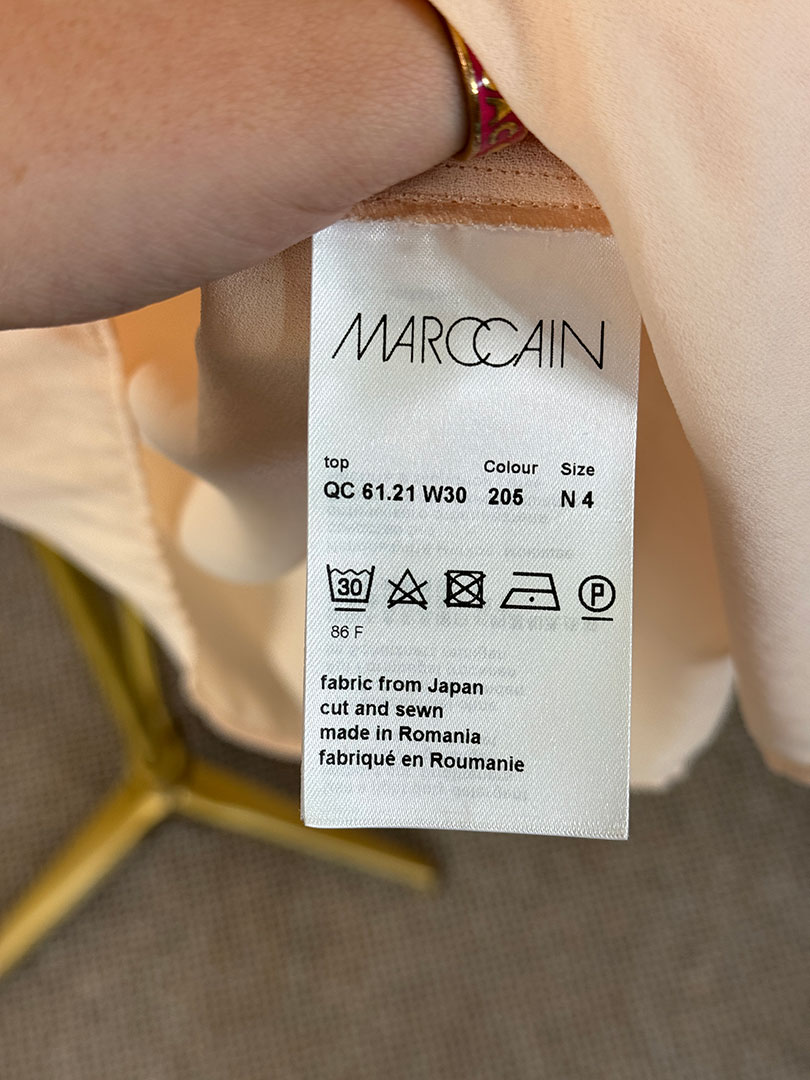 MARCCAIN
top Colour Size
QC 61.21 W30 205 N 4
30 P
86 F
fabric from Japan
cut and sewn
made in Romania
fabriqué en Roumanie